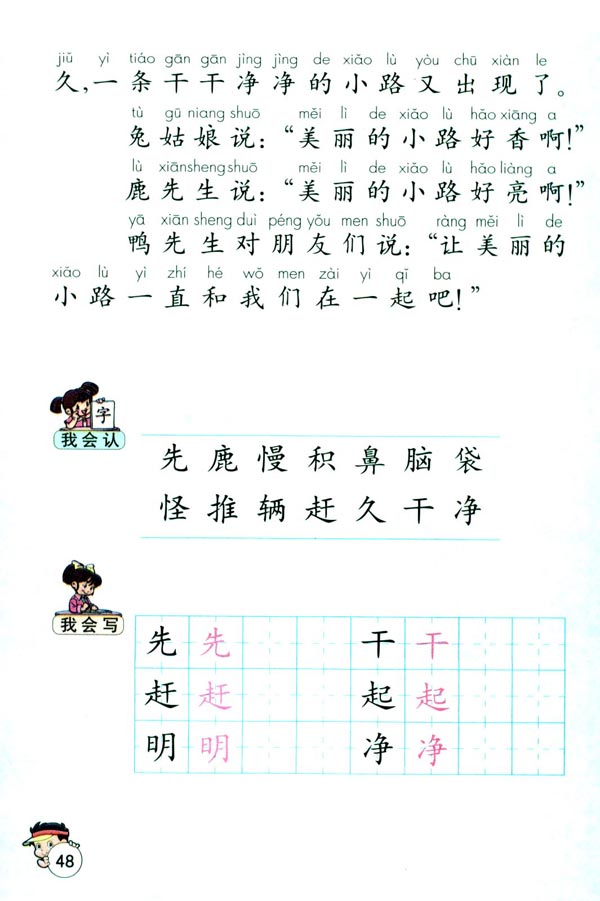 jiǔ yì tiáo gān gān jìng jìng de xiǎo lù yòu chū xiàn le
久,一条干干净净的小路又出现了。
tù gū niang shuō měi lì de xiǎo lù hǎo xiāng a
兔姑娘说:“美丽的小路好香啊!”
lù xiānsheng shuō měi lì de xiǎo lù hǎo liàng a
鹿先生说:“美丽的小路好亮啊!”
yā xiān sheng duì péng yǒu men shuō ràng měi lì de
鸭先生对朋友们说:“让美丽的
xiǎo lù yì zhí hé wǒ men zài yì qǐ ba
小路一直和我们在一起吧!”
字
我会认
先鹿慢积鼻脑袋
怪推辆赶久干净
我会写
先先 干干
赶赶 起起
明明 净净
48